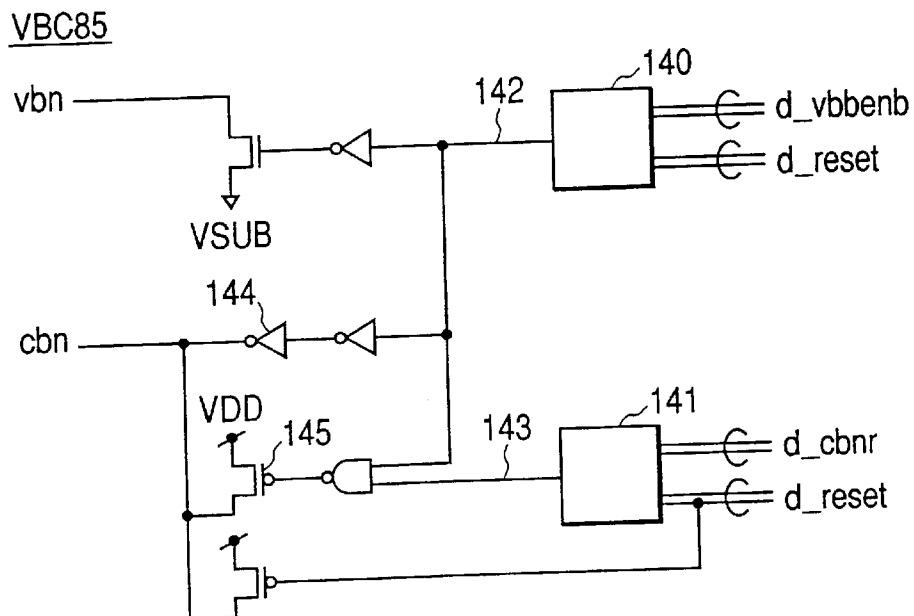 VBC85
140
vbn
142
d_vbbenb
d_reset
VSUB
144
cbn
VDD
141
145
143
d_cbnr
d_reset